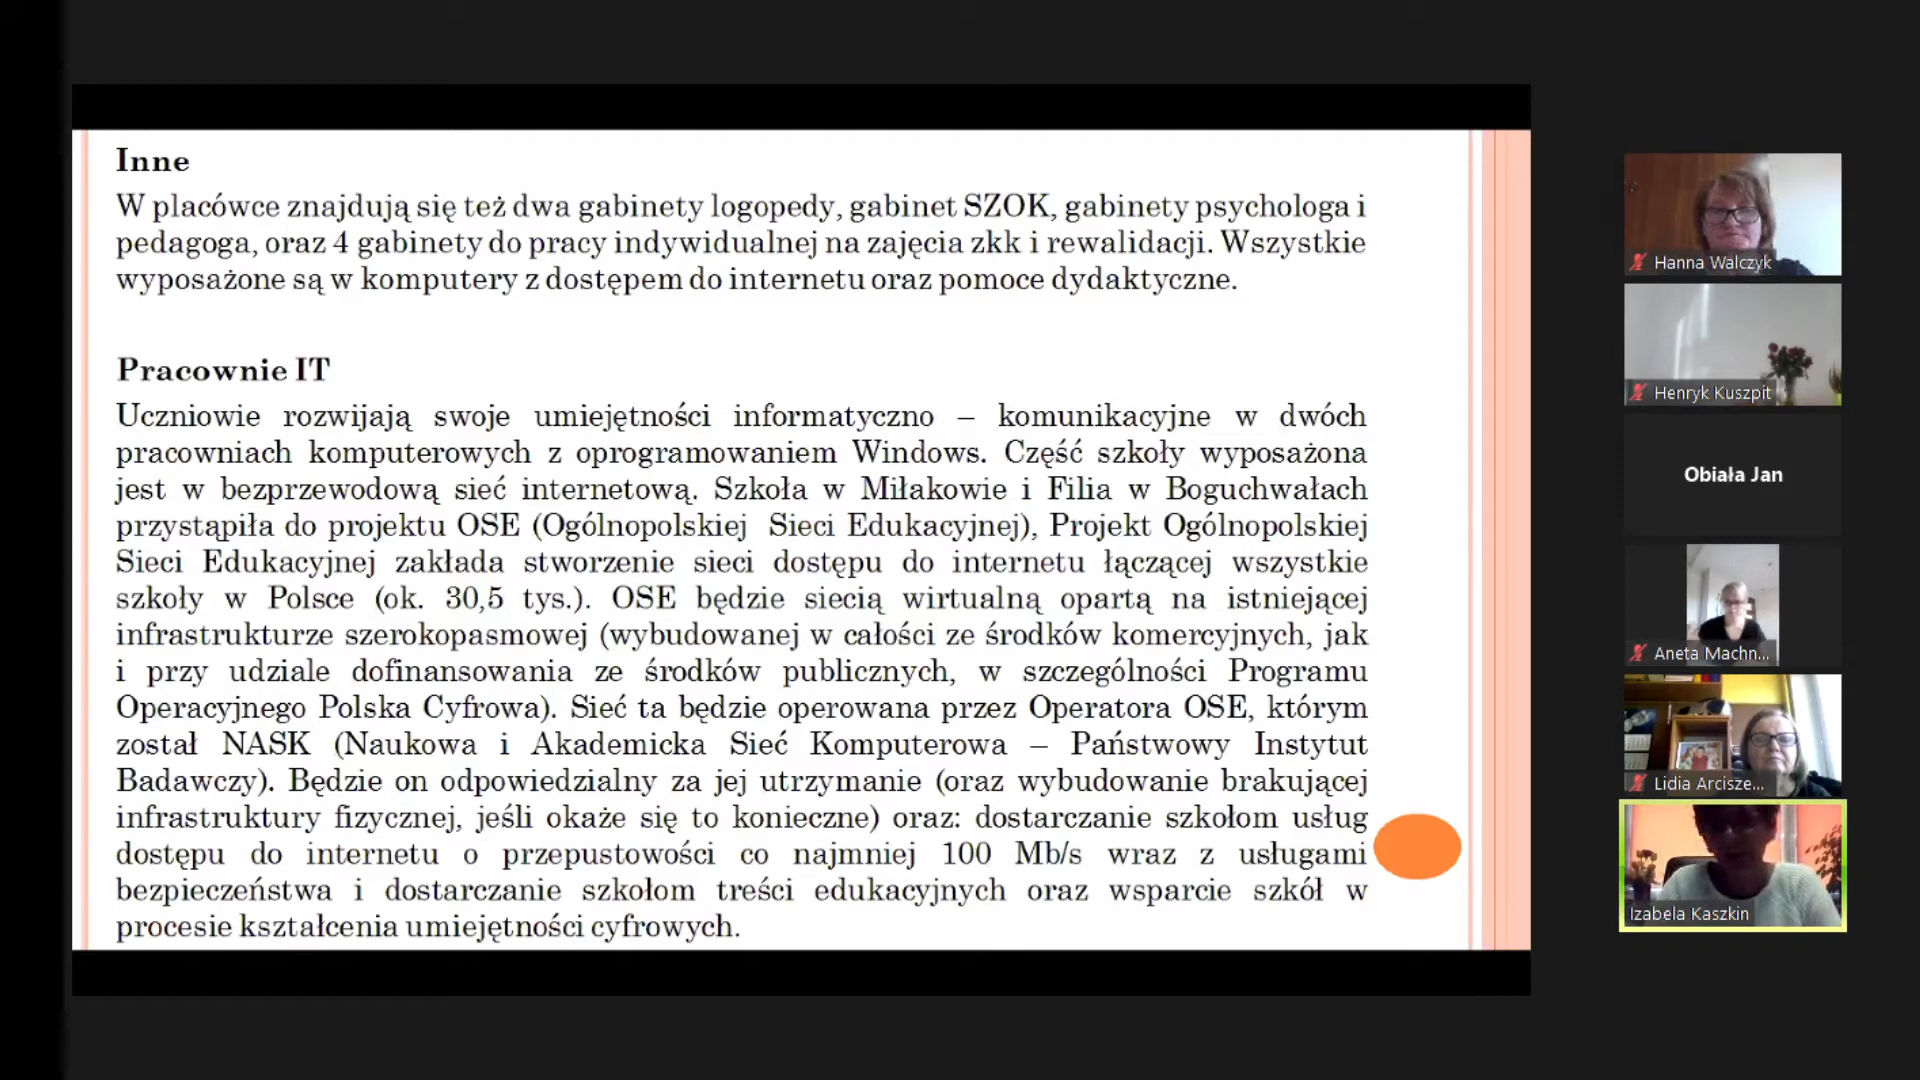 Inne
W placówce znajdują się też dwa gabinety logopedy, gabinet SZOK, gabinety psychologa i
pedagoga, oraz 4 gabinety do pracy indywidualnej na zajęcia zkk i rewalidacji. Wszystkie
wyposażone są w komputery z dostępem do internetu oraz pomoce dydaktyczne.
Pracownie IT
Uczniowie rozwijają swoje umiejętności informatyczno – komunikacyjne w dwóch
pracowniach komputerowych z oprogramowaniem Windows. Część szkoły wyposażona
jest w bezprzewodową sieć internetową. Szkoła w Miłakowie i Filia w Boguchwałach
przystąpiła do projektu OSE (Ogólnopolskiej Sieci Edukacyjnej), Projekt Ogólnopolskiej
Sieci Edukacyjnej zakłada stworzenie sieci dostępu do internetu łączącej wszystkie
szkoły w Polsce (ok. 30,5 tys.). OSE będzie siecią wirtualną opartą na istniejącej
infrastrukturze szerokopasmowej (wybudowanej w całości ze środków komercyjnych, jak
i przy udziale dofinansowania ze środków publicznych, w szczególności Programu
Operacyjnego Polska Cyfrowa). Sieć ta będzie operowana przez Operatora OSE, którym
został NASK (Naukowa i Akademicka Sieć Komputerowa – Państwowy Instytut
Badawczy). Będzie on odpowiedzialny za jej utrzymanie (oraz wybudowanie brakującej
infrastruktury fizycznej, jeśli okaże się to konieczne) oraz: dostarczanie szkołom usług
dostępu do internetu o przepustowości co najmniej 100 Mb/s wraz z usługami
bezpieczeństwa i dostarczanie szkołom treści edukacyjnych oraz wsparcie szkół w
procesie kształcenia umiejętności cyfrowych.
Hanna Walczyk
Henryk Kuszpit
Obiała Jan
Aneta Machn...
Lidia Arcisze...
Izabela Kaszkin